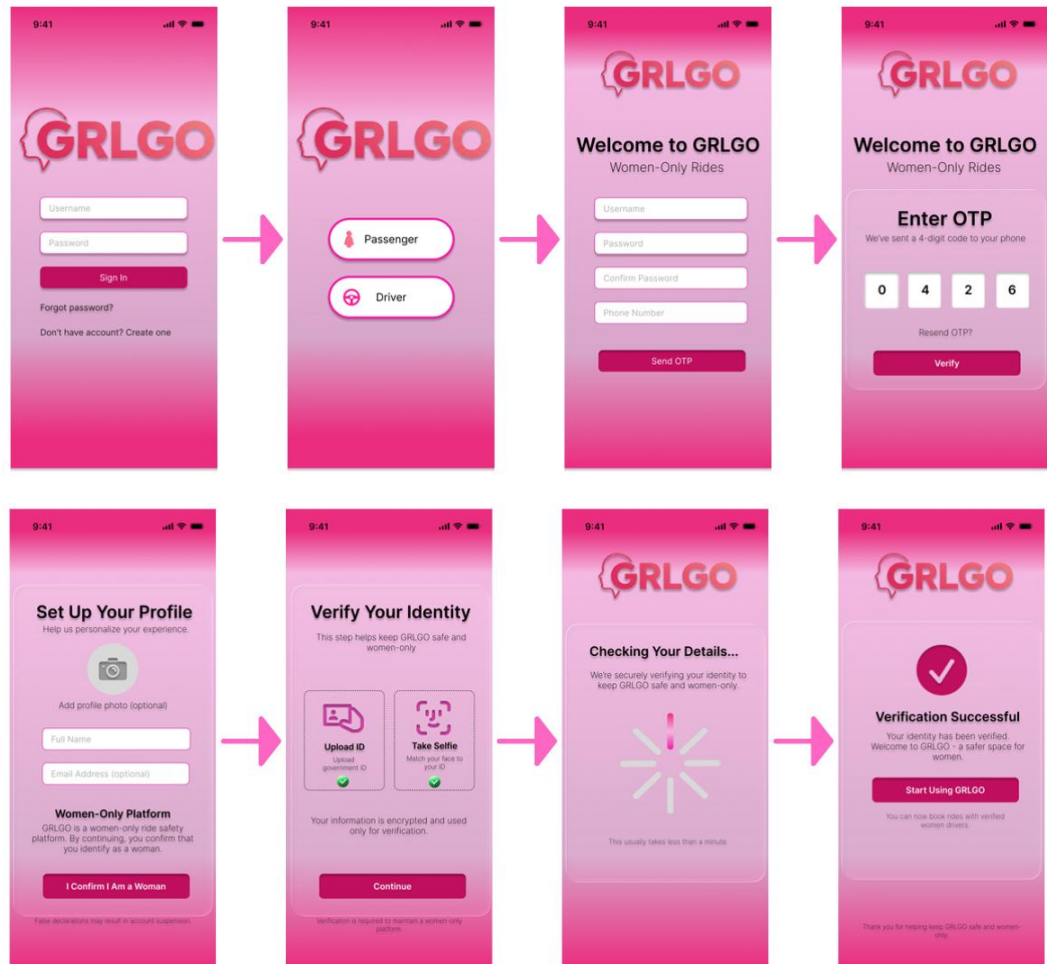 9:41
GRLGO
Username
Password
Sign In
Forgot password?
Don't have account? Create one
9:41
GRLGO
Passenger
Driver
9:41
GRLGO
Welcome to GRLGO
Women-Only Rides
Username
Password
Confirm Password
Phone Number
Send OTP
9:41
GRLGO
Welcome to GRLGO
Women-Only Rides
Enter OTP
We've sent a 4-digit code to your phone
0 4 2 6
Resend OTP?
Verify
9:41
Set Up Your Profile
Help us personalize your experience.
Add profile photo (optional)
Full Name
Email Address (optional)
Women-Only Platform
GRLGO is a women-only ride safety
platform. By continuing, you confirm that
you identify as a woman.
I Confirm I Am a Woman
False declarations may result in account suspension.
9:41
Verify Your Identity
This step helps keep GRLGO safe and
women-only
Upload ID
Upload
government ID
Take Selfie
Match your face to
your ID
Your information is encrypted and used
only for verification.
Continue
Verification is required to maintain a women-only
platform
9:41
GRLGO
Checking Your Details...
We're securely verifying your identity to
keep GRLGO safe and women-only.
This usually takes less than a minute.
9:41
GRLGO
Verification Successful
Your identity has been verified.
Welcome to GRLGO - a safer space for
women.
Start Using GRLGO
You can now book rides with verified
women drivers.
Thank you for helping keep GRLGO safe and women-
only.